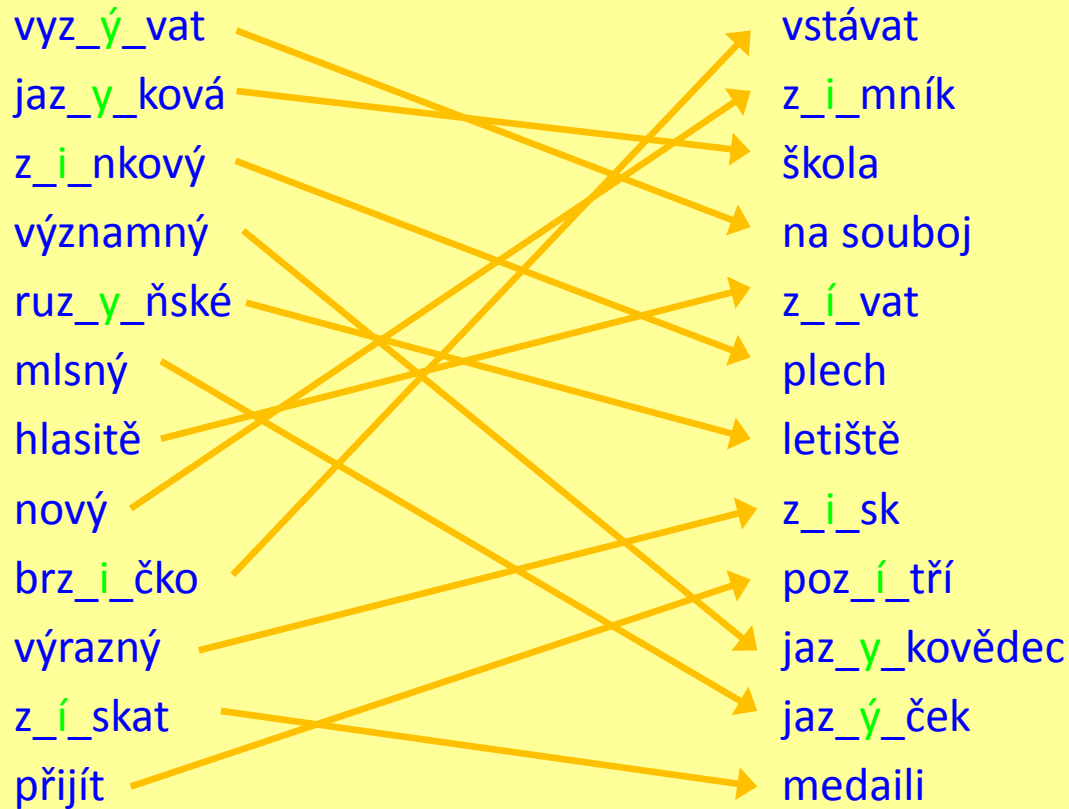 vyz_ý_vat vstávat
jaz_y_ková z_i_mník
z_i_nkový škola
významný na souboj
ruz_y_ňské z_í_vat
mlsný plech
hlasitě letiště
nový z_i_sk
brz_i_čko poz_í_tří
výrazný jaz_y_kovědec
z_í_skat jaz_ý_ček
přijít medaili